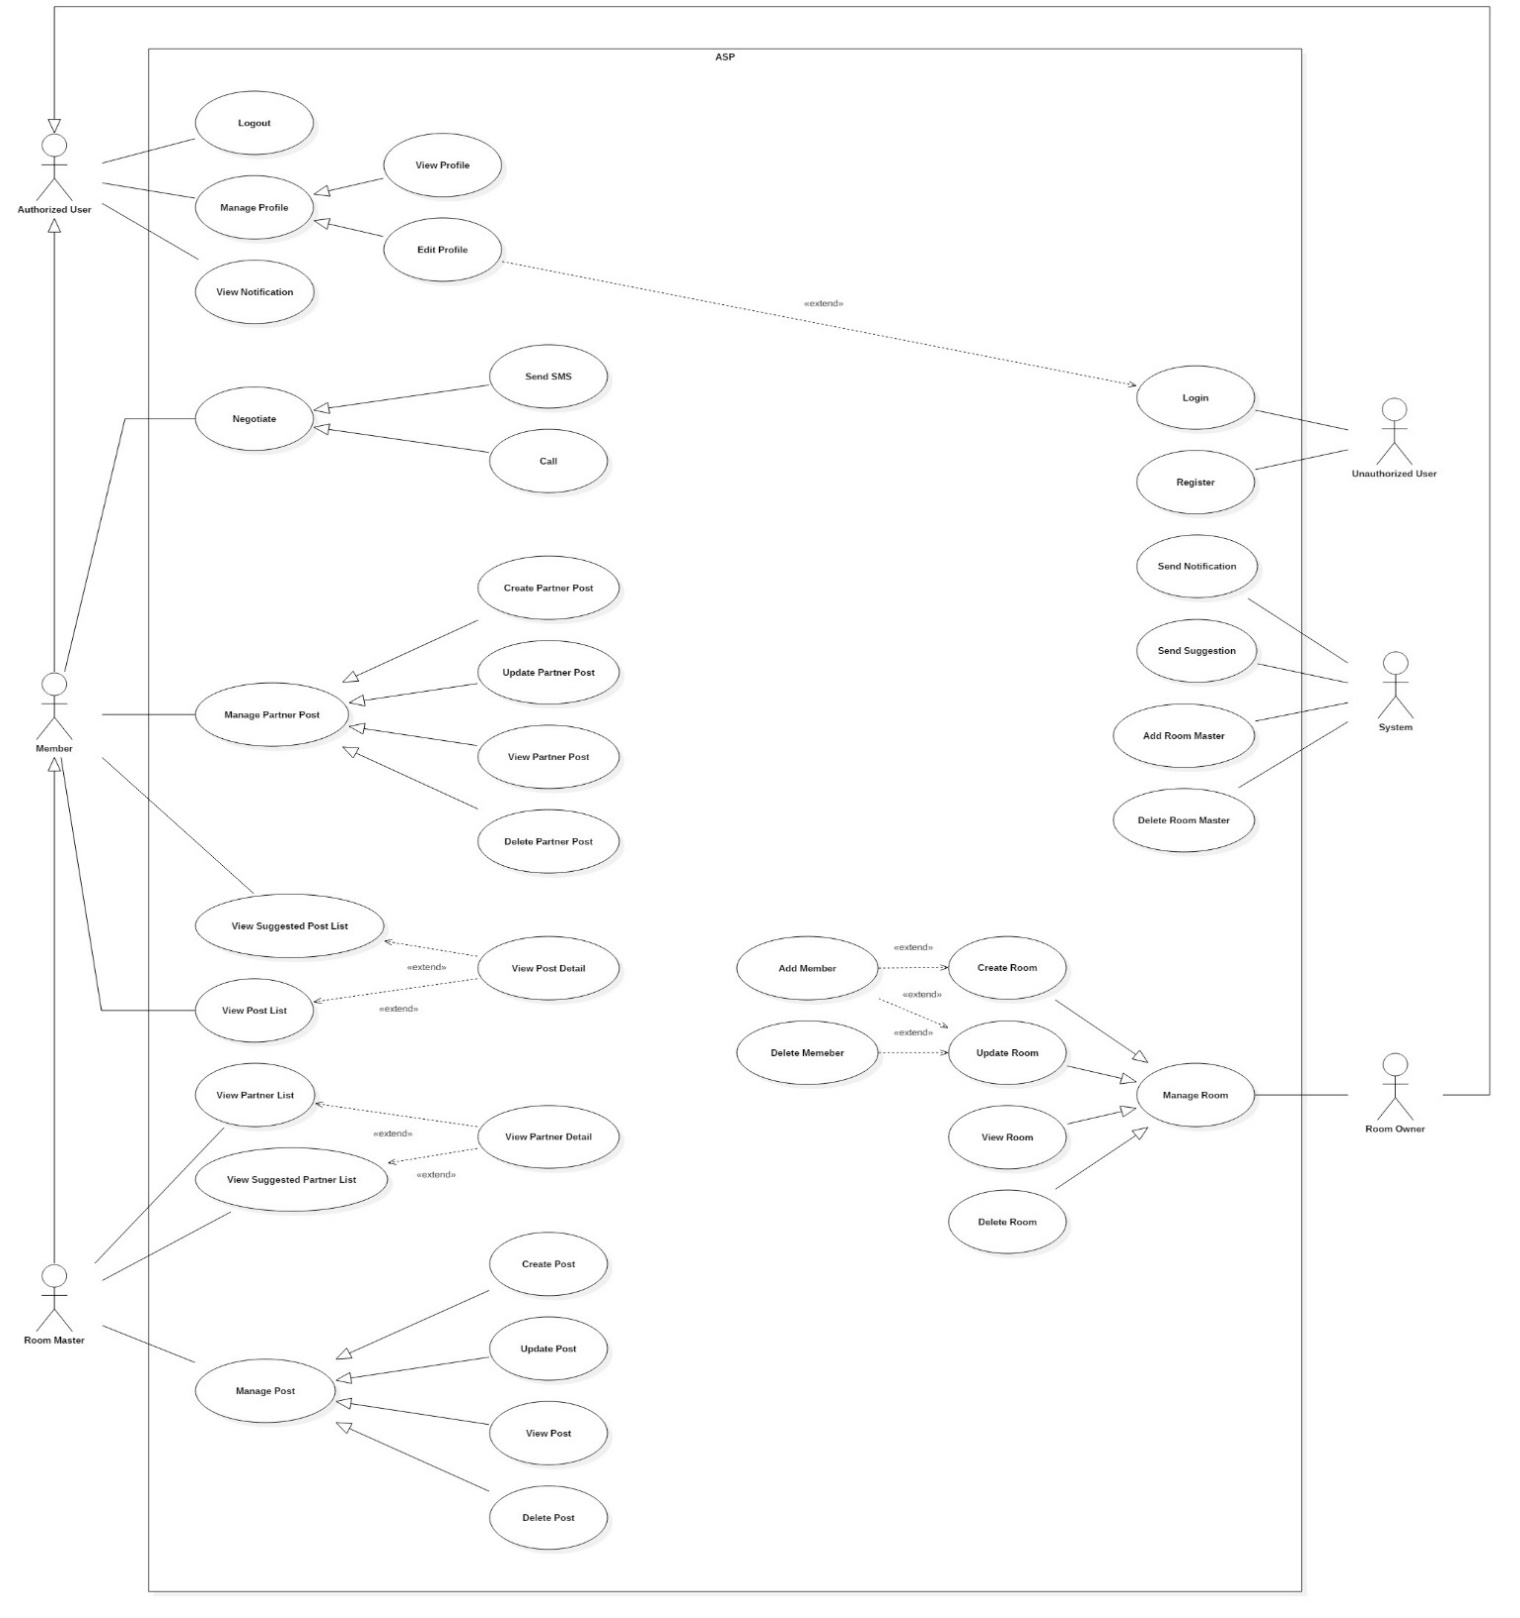 ASP
Logout
View Profile
Authorized User
Manage Profile
Edit Profile
View Notification
«extend»
Send SMS
Login
Negotiate
Call
Unauthorized User
Register
Send Notification
Create Partner Post
Send Suggestion
Update Partner Post
Manage Partner Post
System
Add Room Master
Member
View Partner Post
Delete Room Master
Delete Partner Post
View Suggested Post List
«extend»
«extend»
View Post Detail
Add Member
Create Room
«extend»
«extend»
View Post List
«extend»
Delete Memeber
Update Room
View Partner List
Manage Room
«extend»
View Partner Detail
View Room
Room Owner
«extend»
View Suggested Partner List
Delete Room
Create Post
Room Master
Update Post
Manage Post
View Post
Delete Post